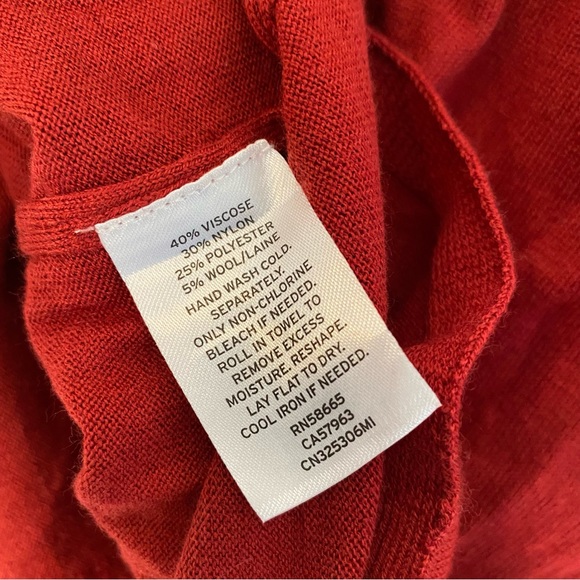 40% VISCOSE
30% NYLON
25% POLYESTER
5% WOOL/LAINE
HAND WASH COLD.
SEPARATELY.
ONLY NON-CHLORINE
BLEACH IF NEEDED.
ROLL IN TOWEL TO
REMOVE EXCESS
MOISTURE. RESHAPE.
LAY FLAT TO DRY.
COOL IRON IF NEEDED.
RN58665
CA57963
CN325306MI